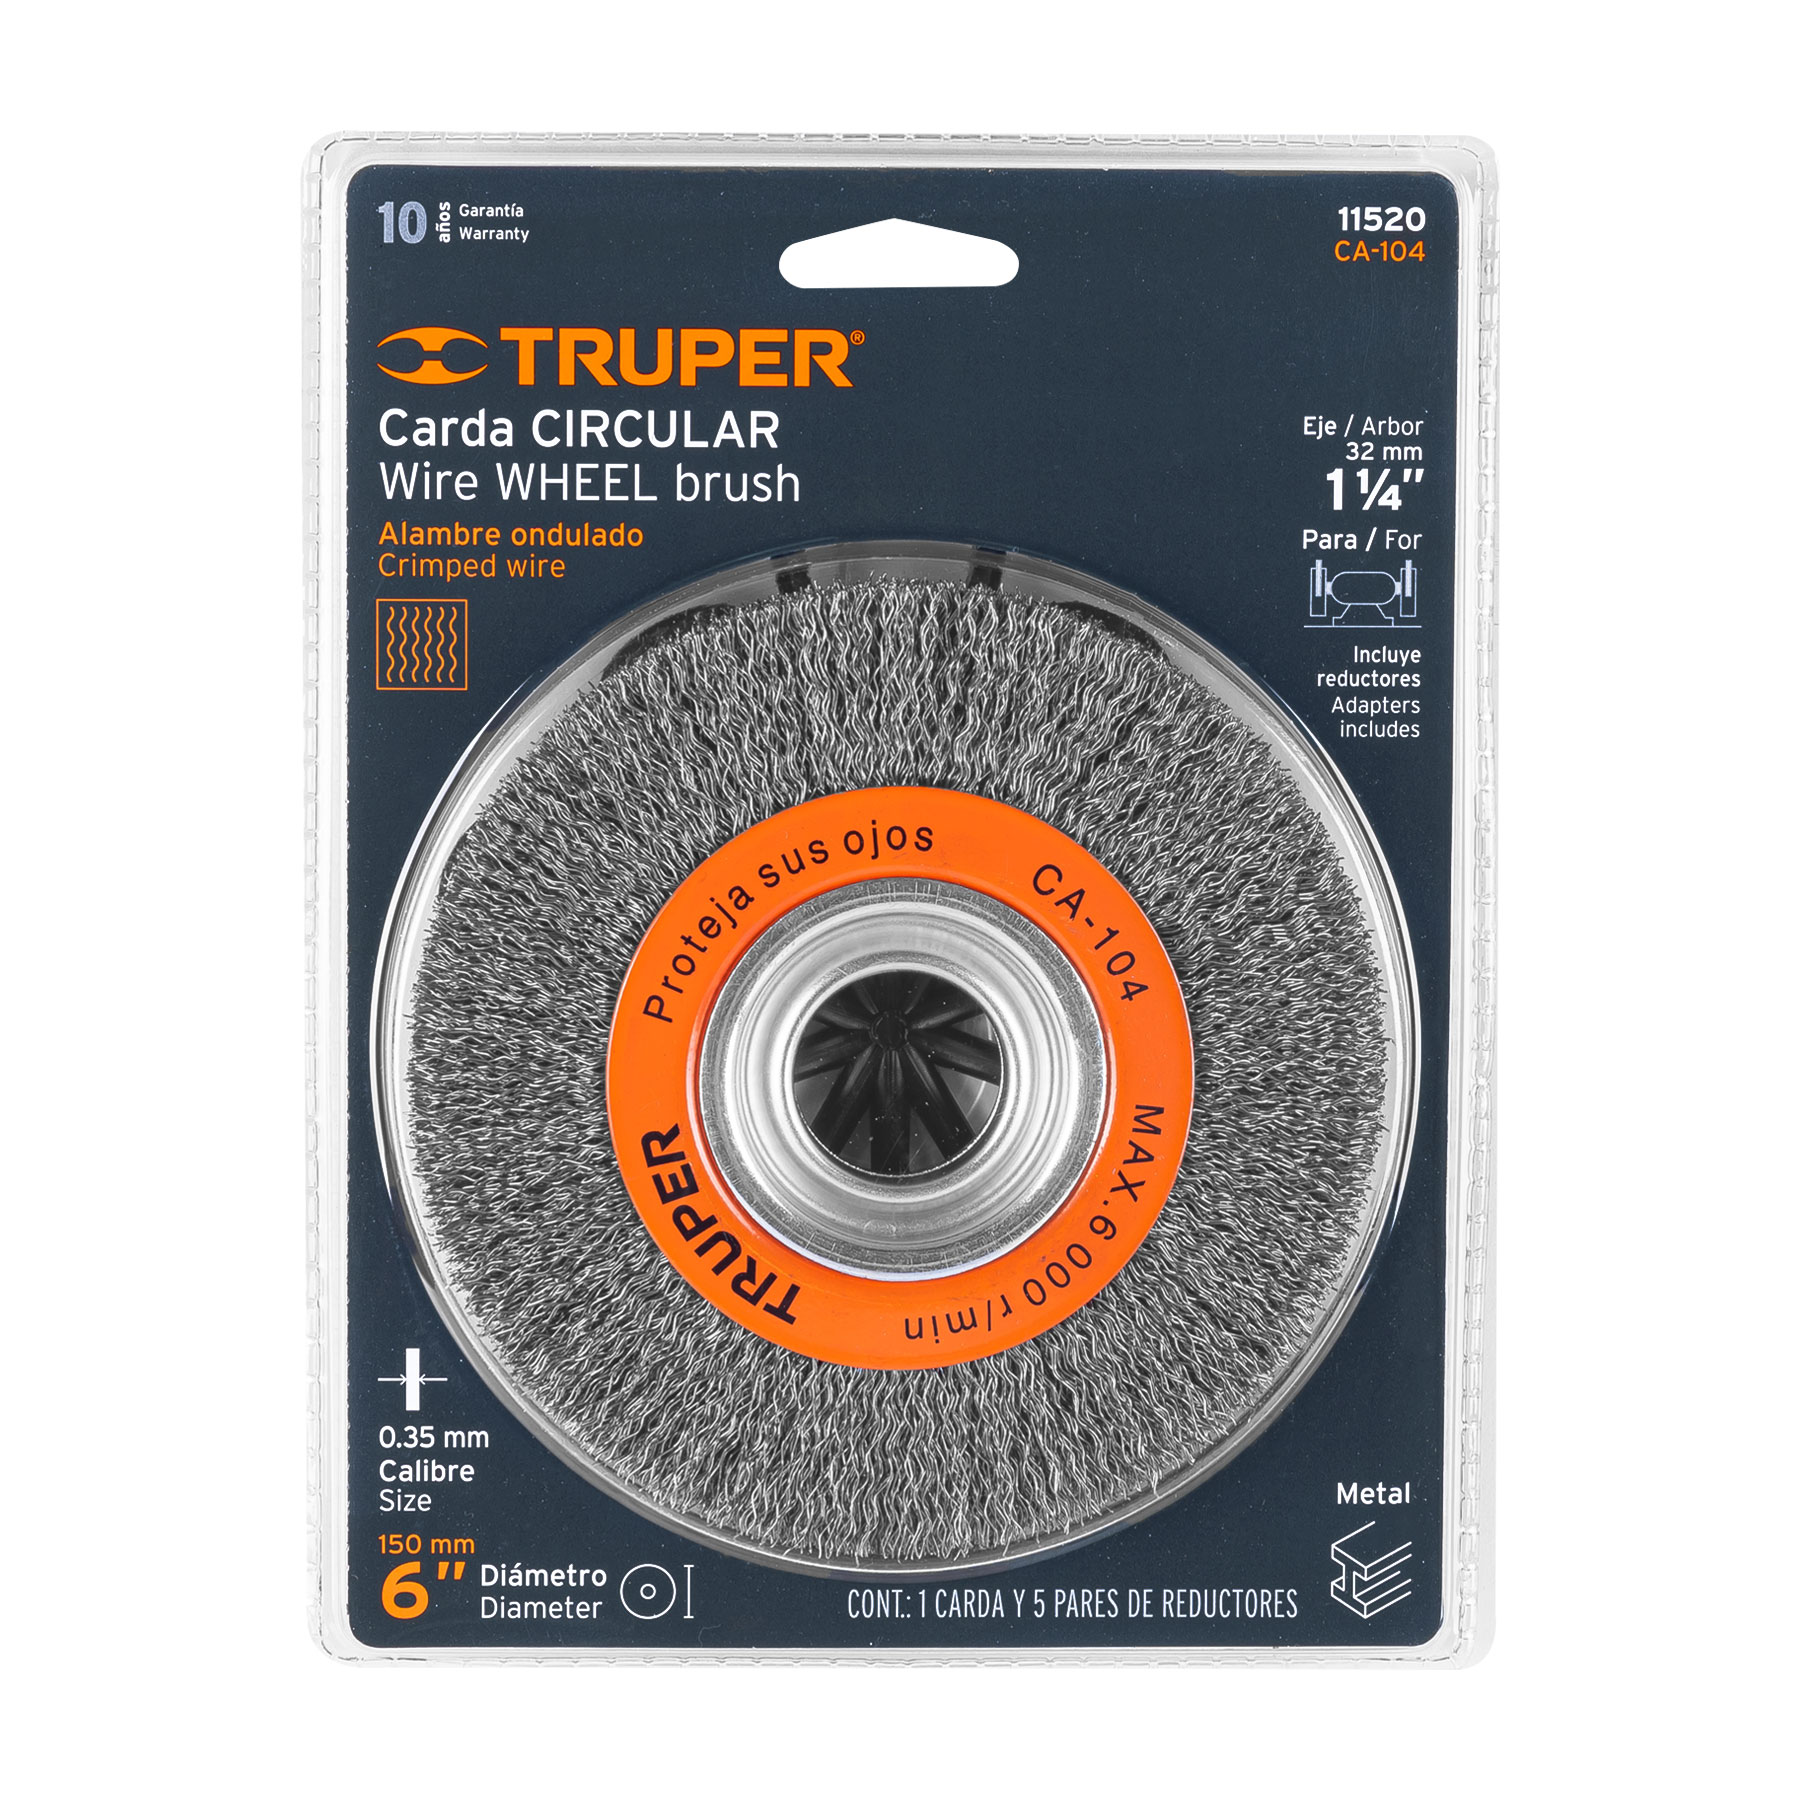 10 años Garantía
Warranty
11520
CA-104
TRUPER®
Carda CIRCULAR
Wire WHEEL brush
Alambre ondulado
Crimped wire
Eje / Arbor
32 mm
1 1/4"
Para / For
Incluye
reductores
Adapters
includes
Proteja sus ojos
CA-104
MAX. 6 000 r/min
TRUPER
0.35 mm
Calibre
Size
150 mm
6" Diámetro
Diameter
Metal
CONT.: 1 CARDA Y 5 PARES DE REDUCTORES